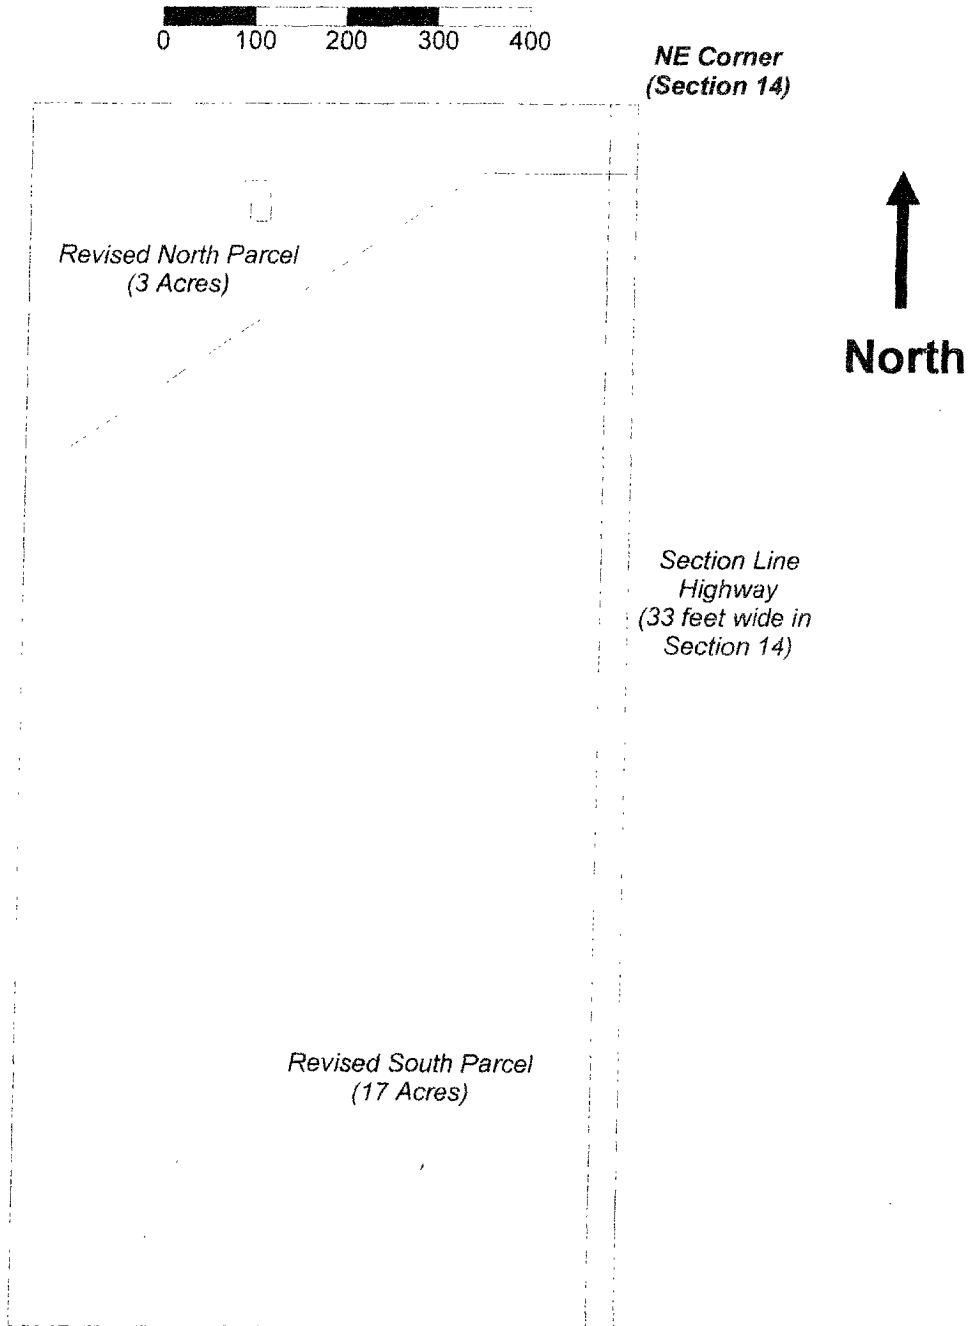 0 100 200 300 400
NE Corner
(Section 14)
Revised North Parcel
(3 Acres)
North
Section Line
Highway
(33 feet wide in
Section 14)
Revised South Parcel
(17 Acres)